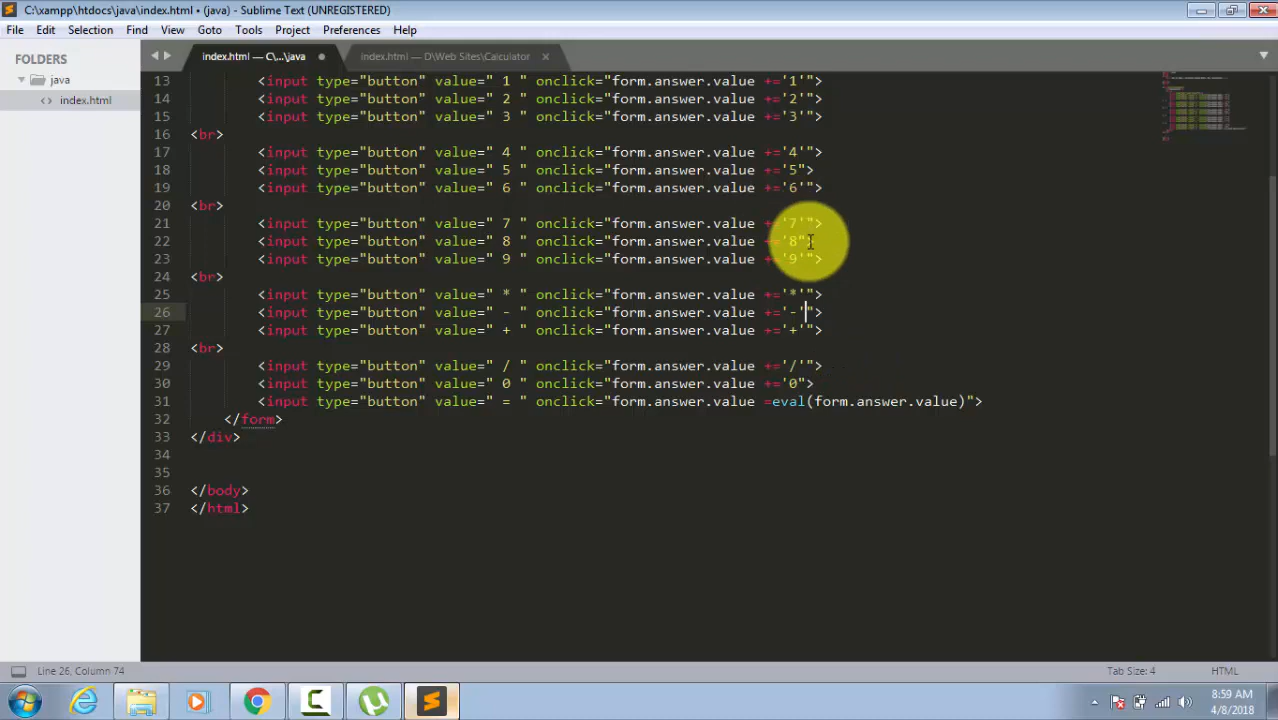 C:\xampp\htdocs\java\index.html • (java) - Sublime Text (UNREGISTERED)
File Edit Selection Find View Goto Tools Project Preferences Help
FOLDERS
java
index.html
index.html — C\...\java
index.html — D\Web Sites\Calculator
13 <input type="button" value=" 1 " onclick="form.answer.value +='1'">
14 <input type="button" value=" 2 " onclick="form.answer.value +='2'">
15 <input type="button" value=" 3 " onclick="form.answer.value +='3'">
16 <br>
17 <input type="button" value=" 4 " onclick="form.answer.value +='4'">
18 <input type="button" value=" 5 " onclick="form.answer.value +='5">
19 <input type="button" value=" 6 " onclick="form.answer.value +='6'">
20 <br>
21 <input type="button" value=" 7 " onclick="form.answer.value +='7'">
22 <input type="button" value=" 8 " onclick="form.answer.value +='8">
23 <input type="button" value=" 9 " onclick="form.answer.value +='9'">
24 <br>
25 <input type="button" value=" * " onclick="form.answer.value +='*'">
26 <input type="button" value=" - " onclick="form.answer.value +='-'">
27 <input type="button" value=" + " onclick="form.answer.value +='+'">
28 <br>
29 <input type="button" value=" / " onclick="form.answer.value +='/'">
30 <input type="button" value=" 0 " onclick="form.answer.value +='0">
31 <input type="button" value=" = " onclick="form.answer.value =eval(form.answer.value)">
32 </form>
33 </div>
34
35
36 </body>
37 </html>
Line 26, Column 74
Tab Size: 4
HTML
8:59 AM
4/8/2018